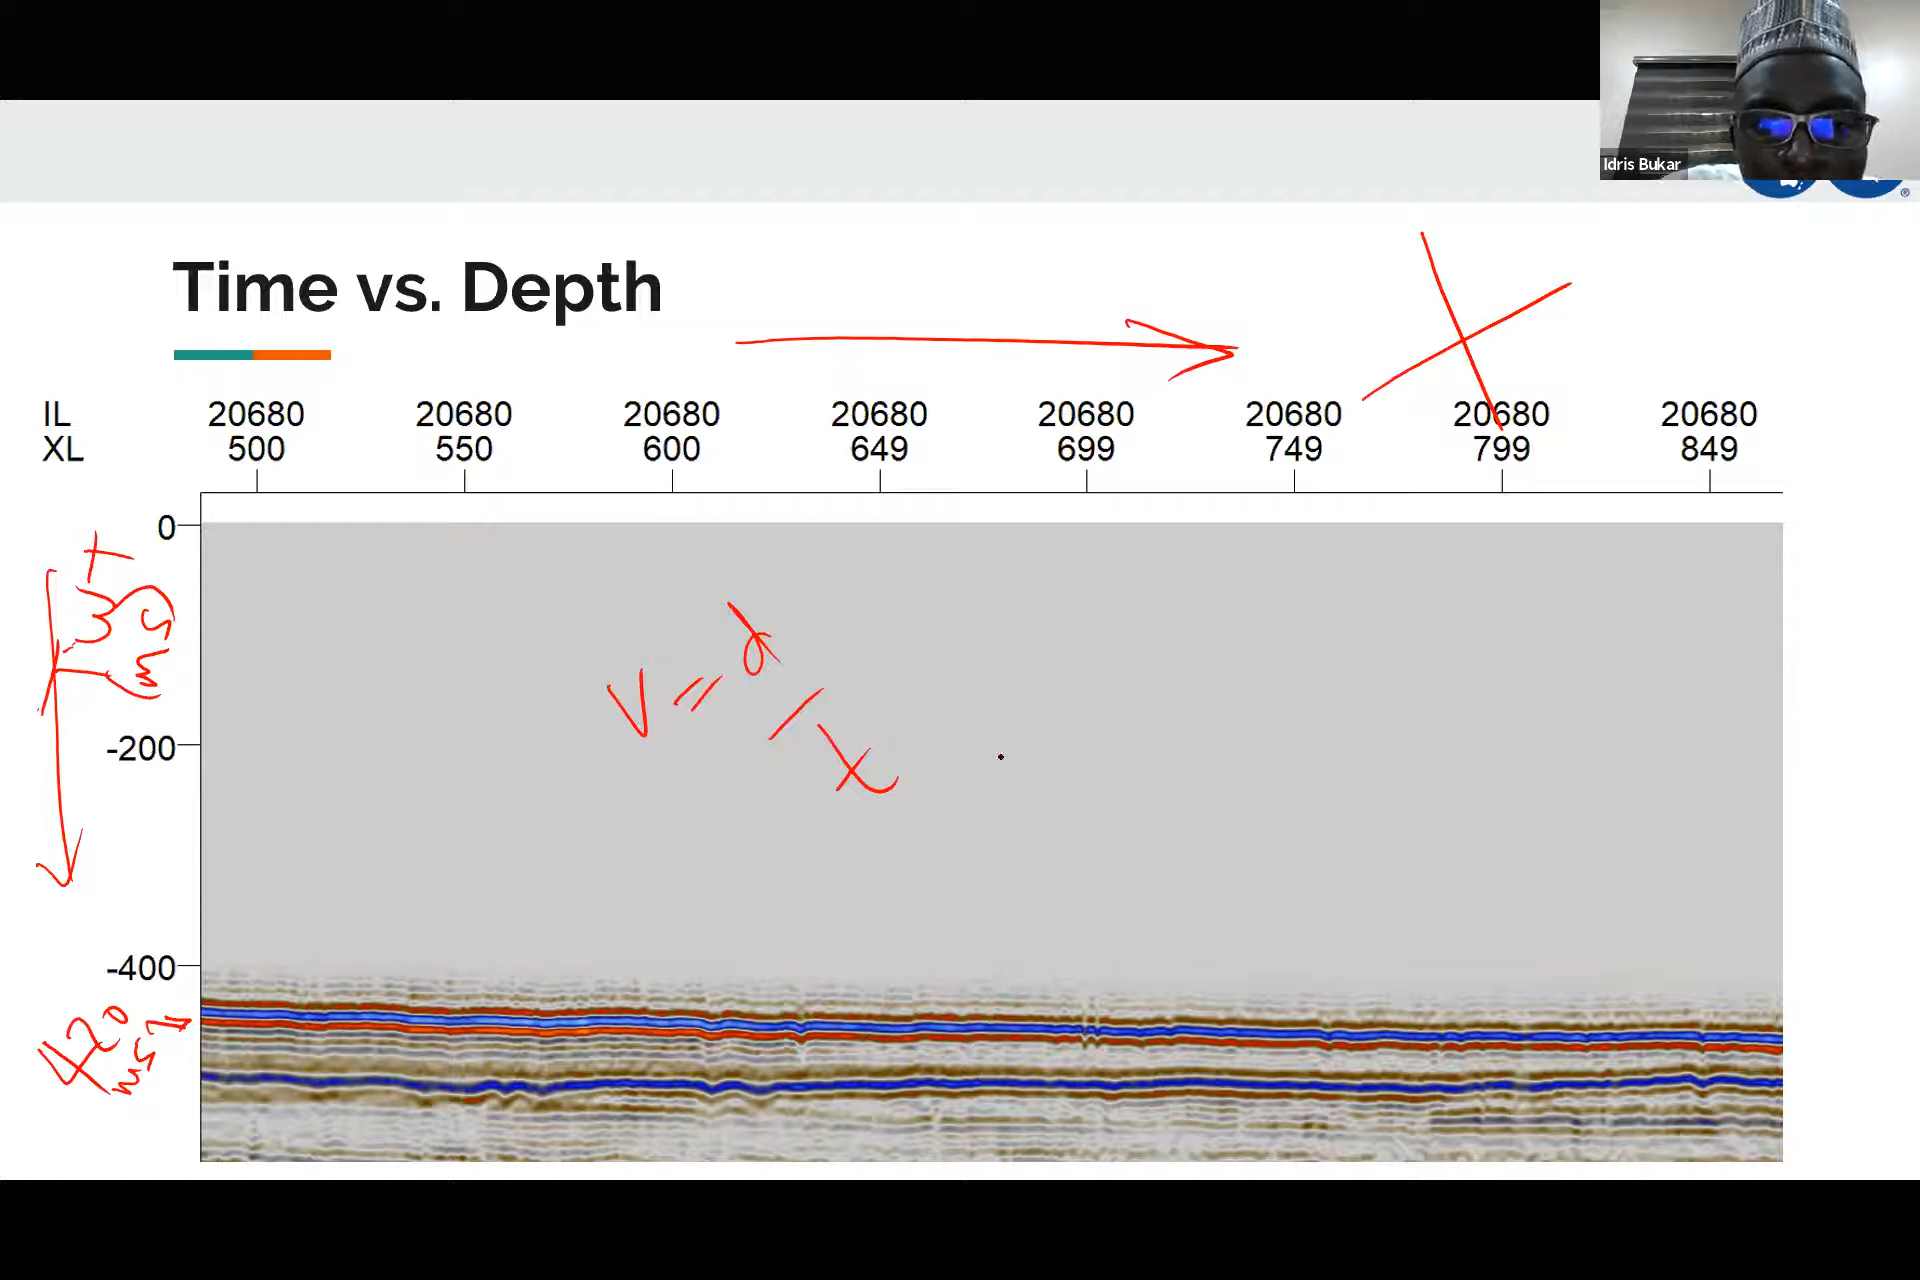 Idris Bukar
®
Time vs. Depth
IL 20680 20680 20680 20680 20680 20680 20680 20680
XL 500 550 600 649 699 749 799 849
0
TWT
(ms)
V = d / t
-200
-400
420
ms